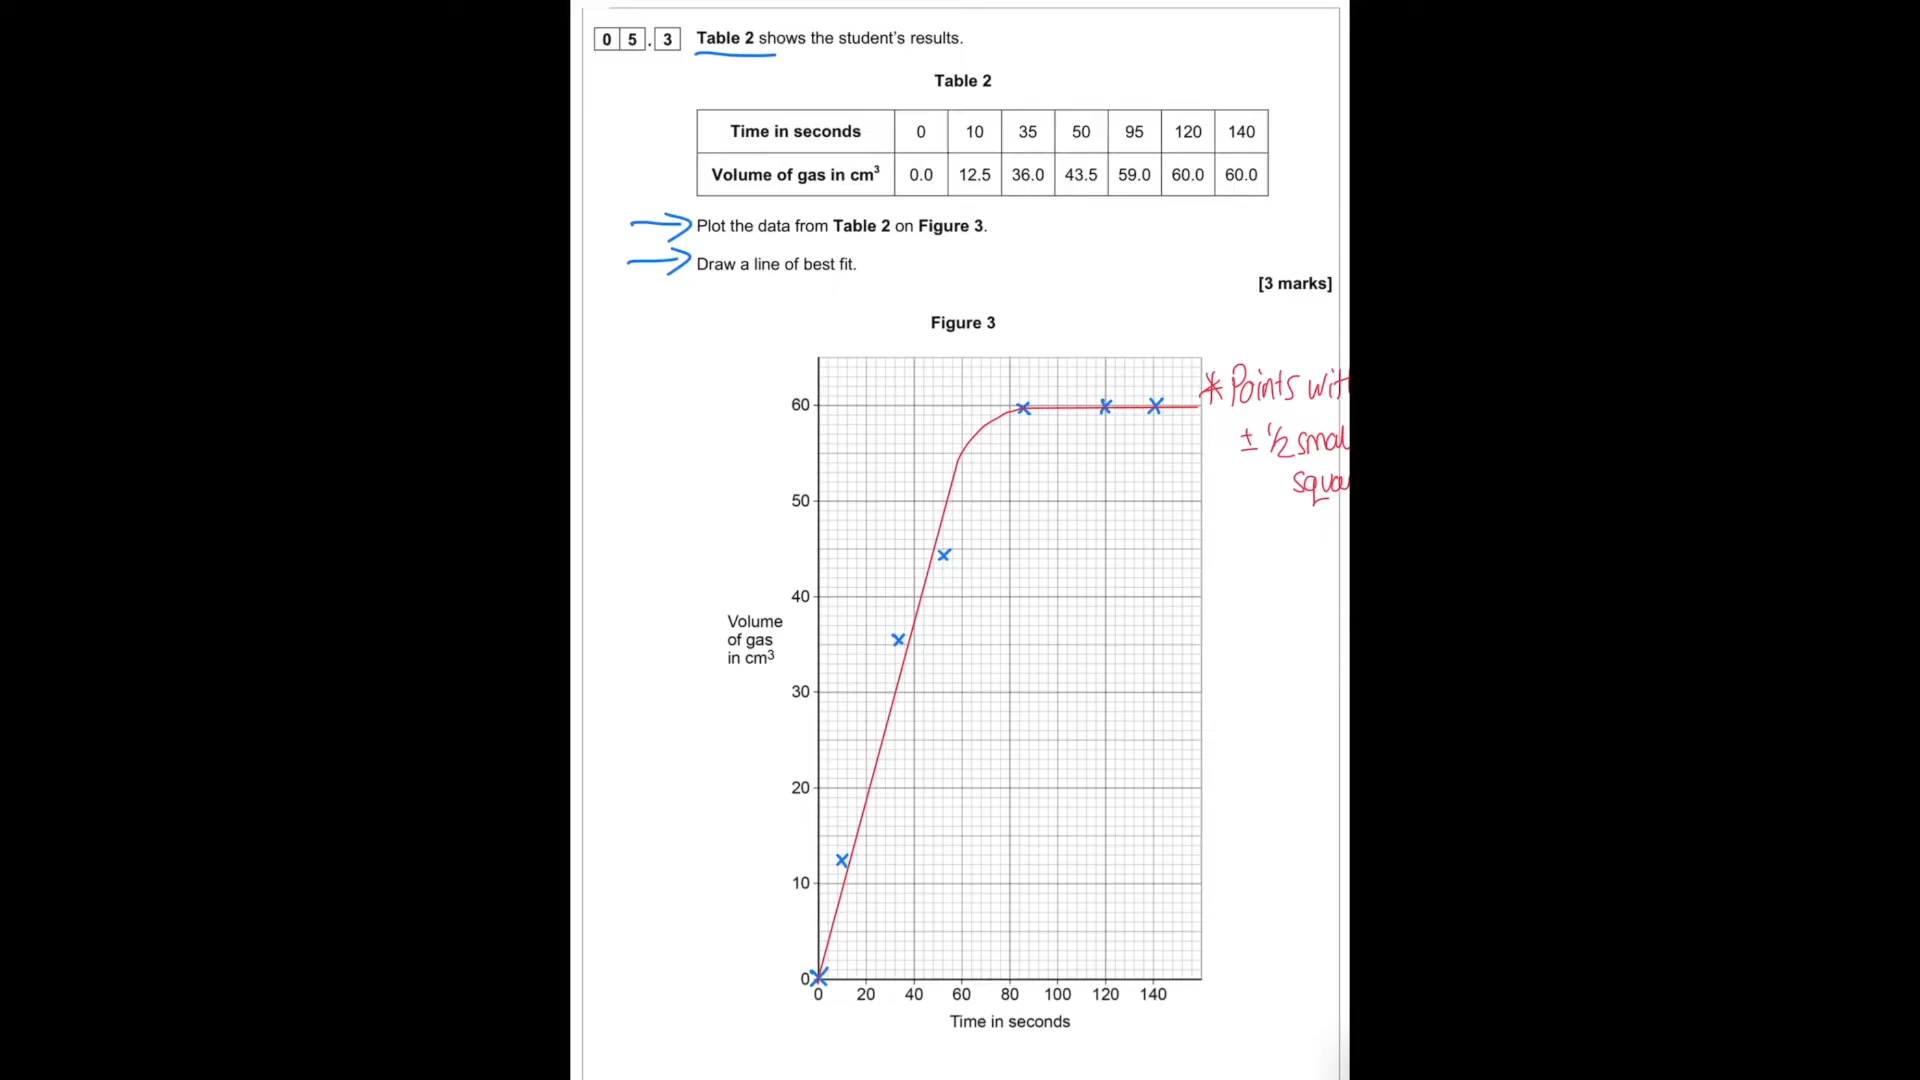 05.3 Table 2 shows the student's results.
Table 2
Time in seconds 0 10 35 50 95 120 140
Volume of gas in cm³ 0.0 12.5 36.0 43.5 59.0 60.0 60.0
Plot the data from Table 2 on Figure 3.
Draw a line of best fit.
[3 marks]
Figure 3
* Points wit
± 1/2 smal
squa
60
50
40
30
20
10
0
Volume
of gas
in cm³
0 20 40 60 80 100 120 140
Time in seconds